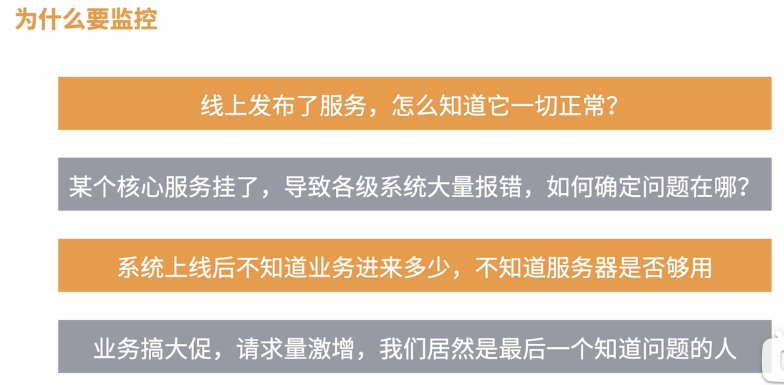 为什么要监控
线上发布了服务，怎么知道它一切正常？
某个核心服务挂了，导致各级系统大量报错，如何确定问题在哪？
系统上线后不知道业务进来多少，不知道服务器是否够用
业务搞大促，请求量激增，我们居然是最后一个知道问题的人